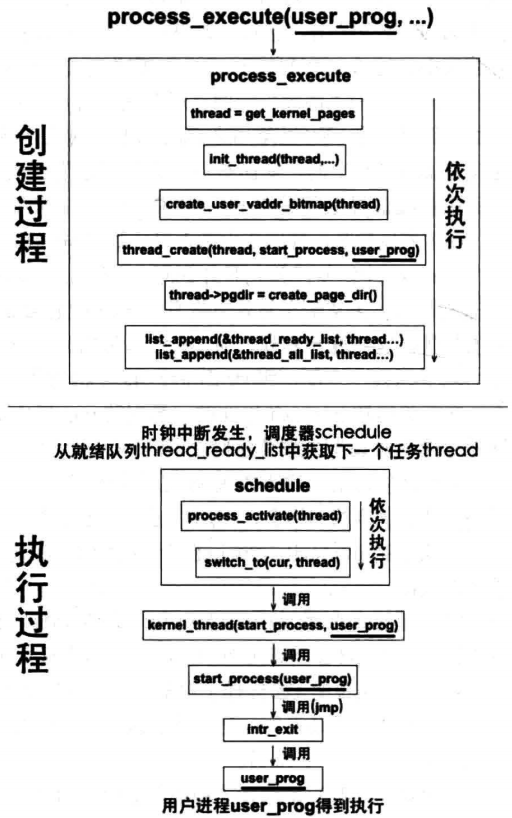 process_execute(user_prog, ...)
process_execute
thread = get_kernel_pages
init_thread(thread,...)
create_user_vaddr_bitmap(thread)
thread_create(thread, start_process, user_prog)
thread->pgdir = create_page_dir()
list_append(&thread_ready_list, thread...)
list_append(&thread_all_list, thread...)
依次执行
创建过程
时钟中断发生，调度器schedule
从就绪队列thread_ready_list中获取下一个任务thread
schedule
process_activate(thread)
switch_to(cur, thread)
依次执行
执行过程
调用
kernel_thread(start_process, user_prog)
调用
start_process(user_prog)
调用(jmp)
intr_exit
调用
user_prog
用户进程user_prog得到执行